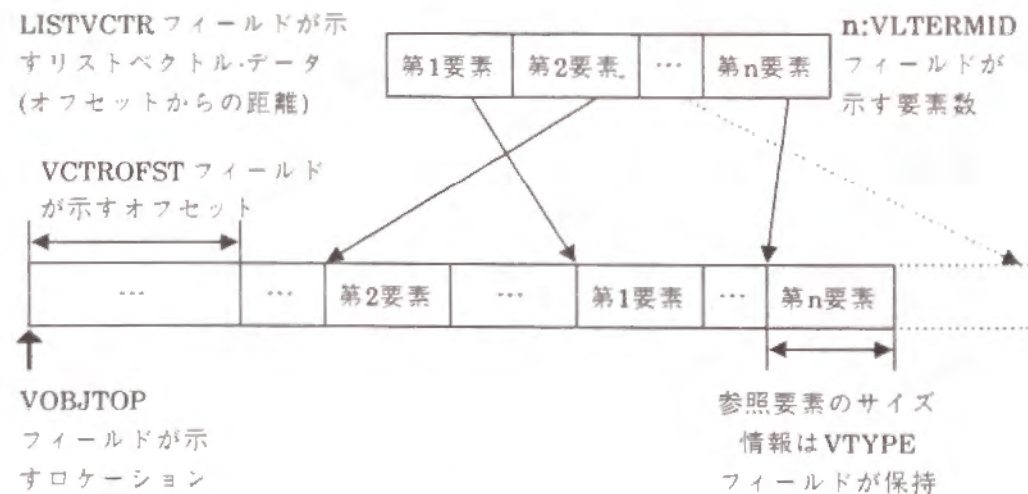 LISTVCTR フィールドが示
すリストベクトル・データ
(オフセットからの距離)
第1要素
第2要素
…
第n要素
n:VLTERMID
フィールドが
示す要素数
VCTROFST フィールド
が示すオフセット
…
…
第2要素
…
第1要素
…
第n要素
VOBJTOP
フィールドが示
すロケーション
参照要素のサイズ
情報は VTYPE
フィールドが保持